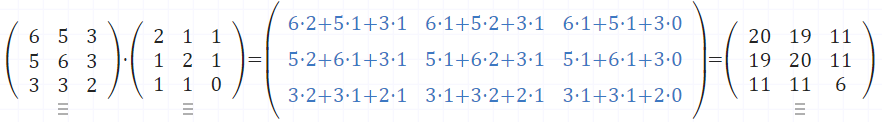 ( 6 5 3 ) · ( 2 1 1 ) = ( 6·2+5·1+3·1 6·1+5·2+3·1 6·1+5·1+3·0 ) = ( 20 19 11 )
( 5 6 3 ) ( 1 2 1 ) ( 5·2+6·1+3·1 5·1+6·2+3·1 5·1+6·1+3·0 ) ( 19 20 11 )
( 3 3 2 ) ( 1 1 0 ) ( 3·2+3·1+2·1 3·1+3·2+2·1 3·1+3·1+2·0 ) ( 11 11 6 )